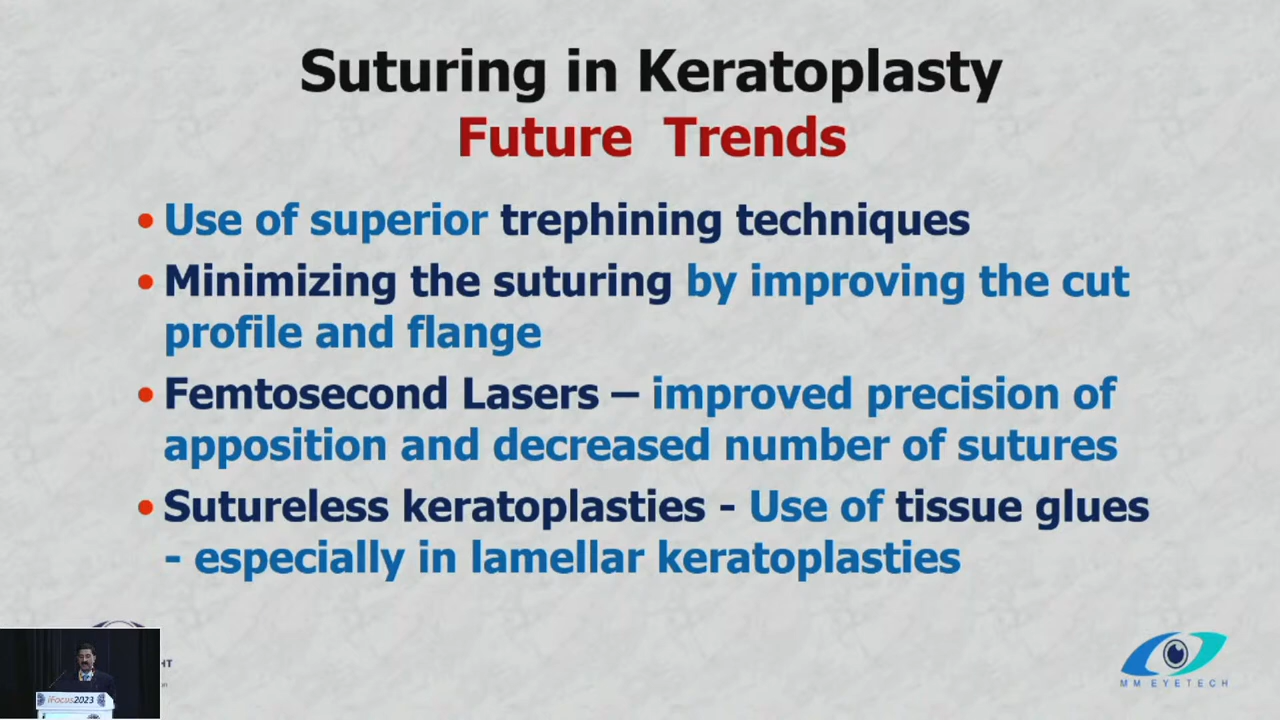 Suturing in Keratoplasty
Future Trends
• Use of superior trephining techniques
• Minimizing the suturing by improving the cut
profile and flange
• Femtosecond Lasers – improved precision of
apposition and decreased number of sutures
• Sutureless keratoplasties - Use of tissue glues
- especially in lamellar keratoplasties
iFocus2023
MM EYETECH